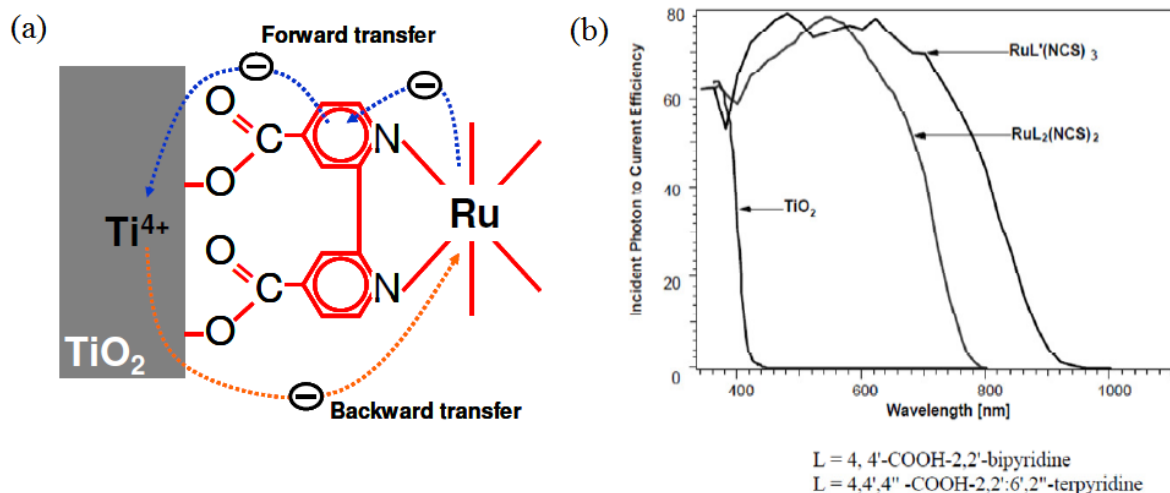 (a)
Forward transfer
O
C
O
N
Ti4+
Ru
O
C
O
N
TiO2
Backward transfer
(b)
Incident Photon to Current Efficiency
80
60
40
20
0
RuL'(NCS) 3
RuL2(NCS)2
TiO2
400 600 800 1000
Wavelength [nm]
L = 4, 4'-COOH-2,2'-bipyridine
L = 4,4',4" -COOH-2,2':6',2"-terpyridine